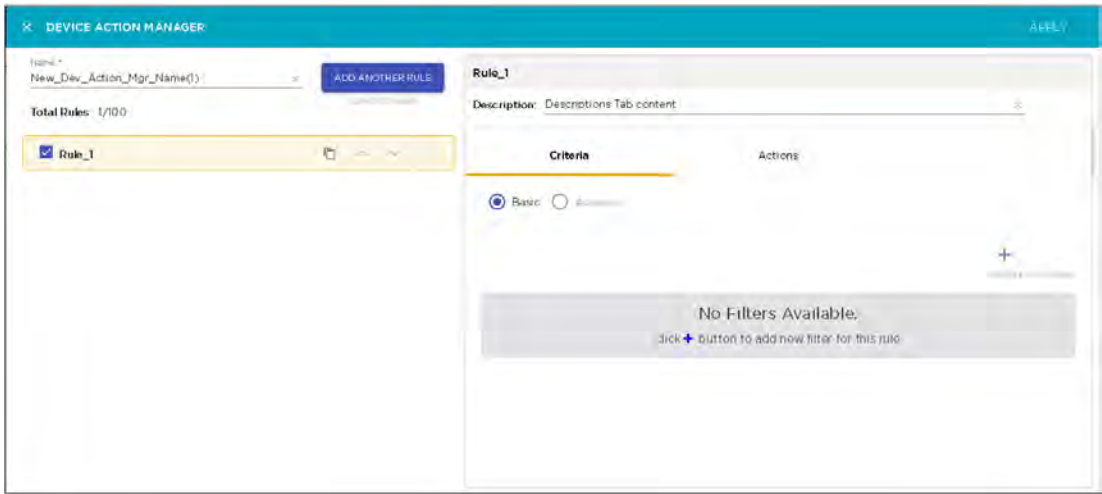 DEVICE ACTION MANAGER
APPLY
Name *
New_Dev_Action_Mgr_Name(1)
ADD ANOTHER RULE
Total Rules 1/100
Rule_1
Rule_1
Description: Descriptions Tab content
Criteria
Actions
Basic
No Filters Available.
click + button to add new filter for this rule